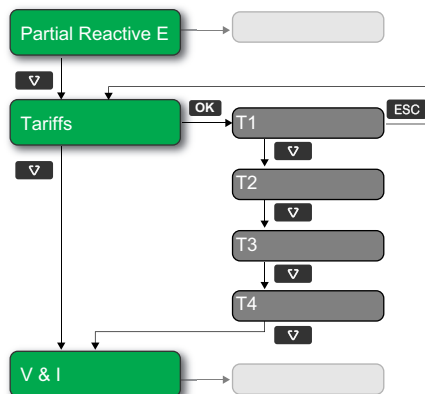 Partial Reactive E
Tariffs
OK
T1
ESC
T2
T3
T4
V & I